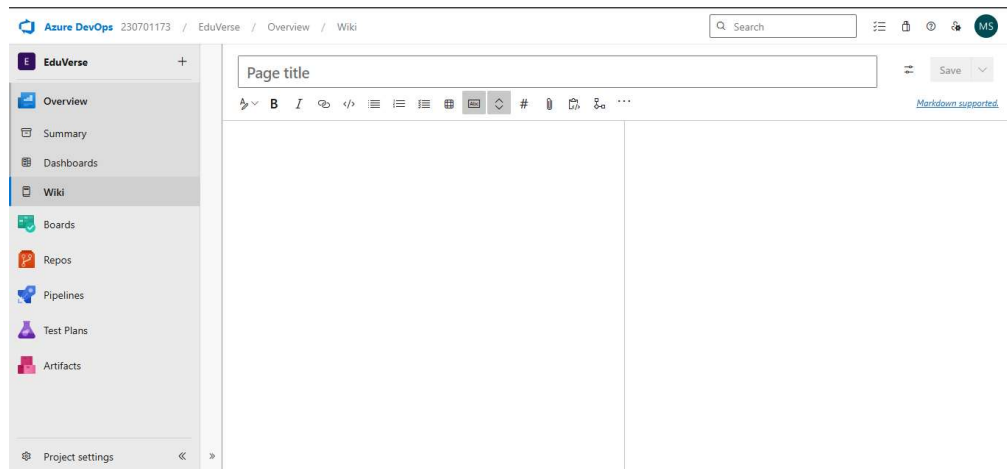 Azure DevOps 230701173 / EduVerse / Overview / Wiki
Search
MS
E EduVerse +
Page title
Save
Overview
B I </> Abc # ...
Markdown supported.
Summary
Dashboards
Wiki
Boards
Repos
Pipelines
Test Plans
Artifacts
Project settings « »